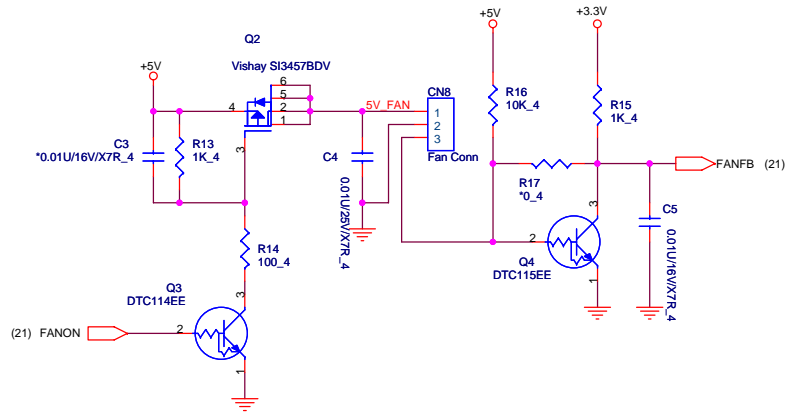 Q2
Vishay SI3457BDV
+5V
4
6
5
2
1
3
C3
*0.01U/16V/X7R_4
R13
1K_4
5V_FAN
C4
0.01U/25V/X7R_4
CN8
1
2
3
Fan Conn
+5V
+3.3V
R16
10K_4
R15
1K_4
R17
*0_4
FANFB (21)
3
2
1
Q4
DTC115EE
C5
0.01U/16V/X7R_4
R14
100_4
Q3
DTC114EE
3
(21) FANON
2
1